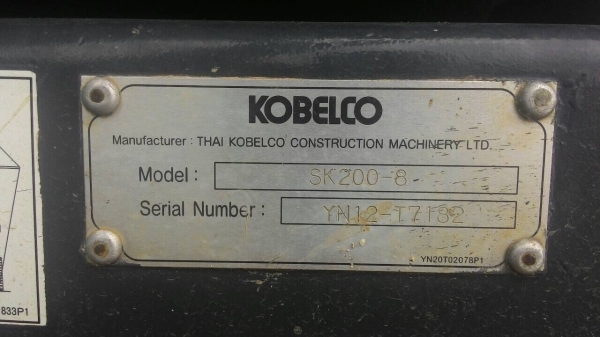 KOBELCO
Manufacturer : THAI KOBELCO CONSTRUCTION MACHINERY LTD.
Model : SK200-8
Serial Number : YN12-T7182
YN20T02078P1
833P1